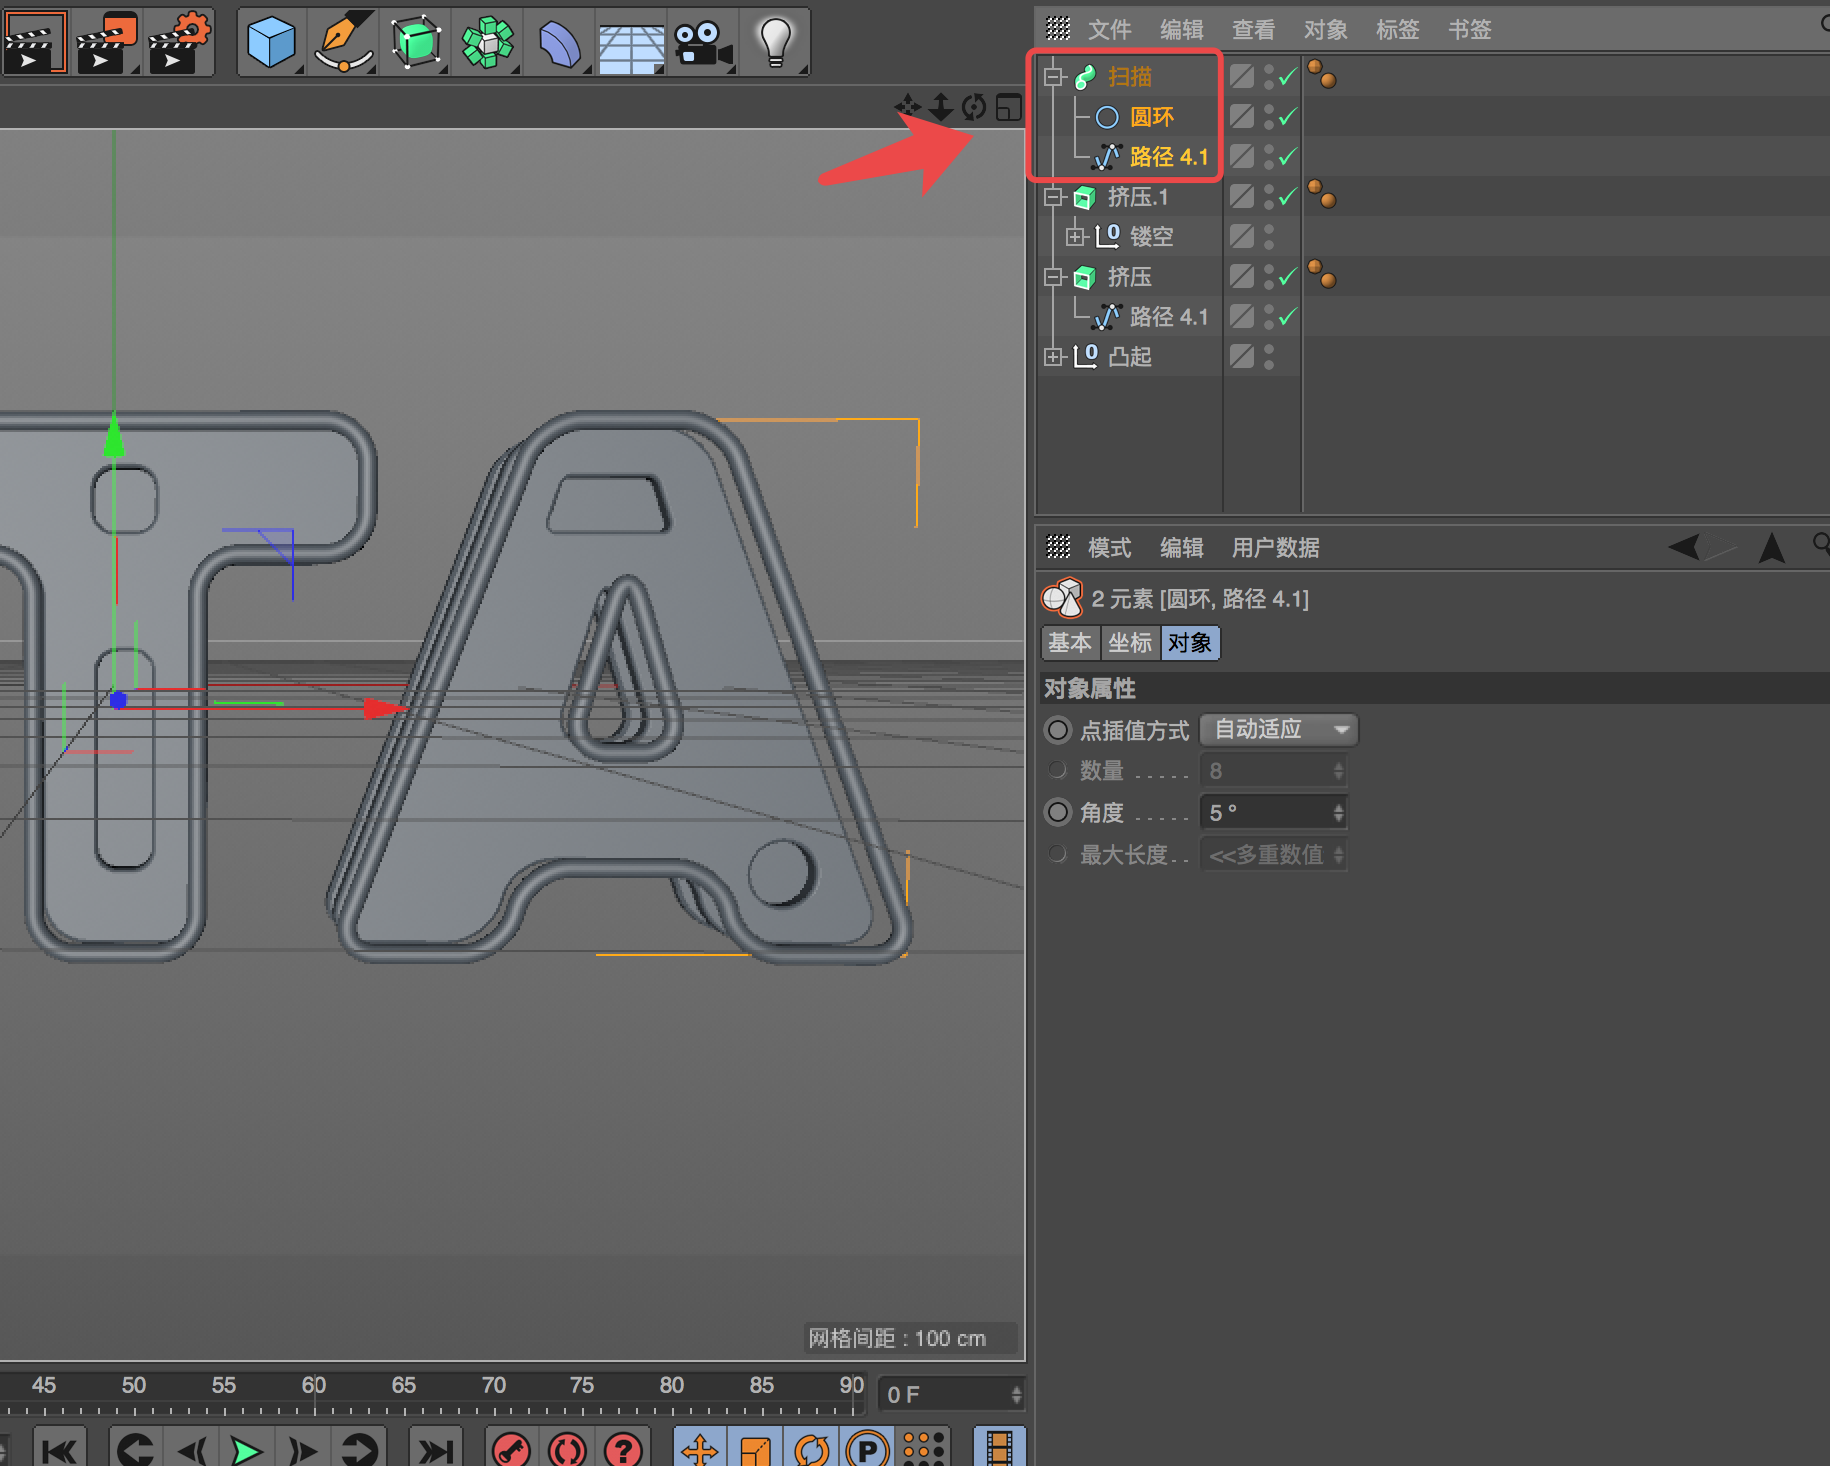 文件 编辑 查看 对象 标签 书签
扫描
圆环
路径 4.1
挤压.1
镂空
挤压
路径 4.1
凸起
模式 编辑 用户数据
2 元素 [圆环, 路径 4.1]
基本 坐标 对象
对象属性
点插值方式 自动适应
数量 . . . . . 8
角度 . . . . . 5 °
最大长度 . . <<多重数值
网格间距 : 100 cm
45 50 55 60 65 70 75 80 85 90 0 F
P